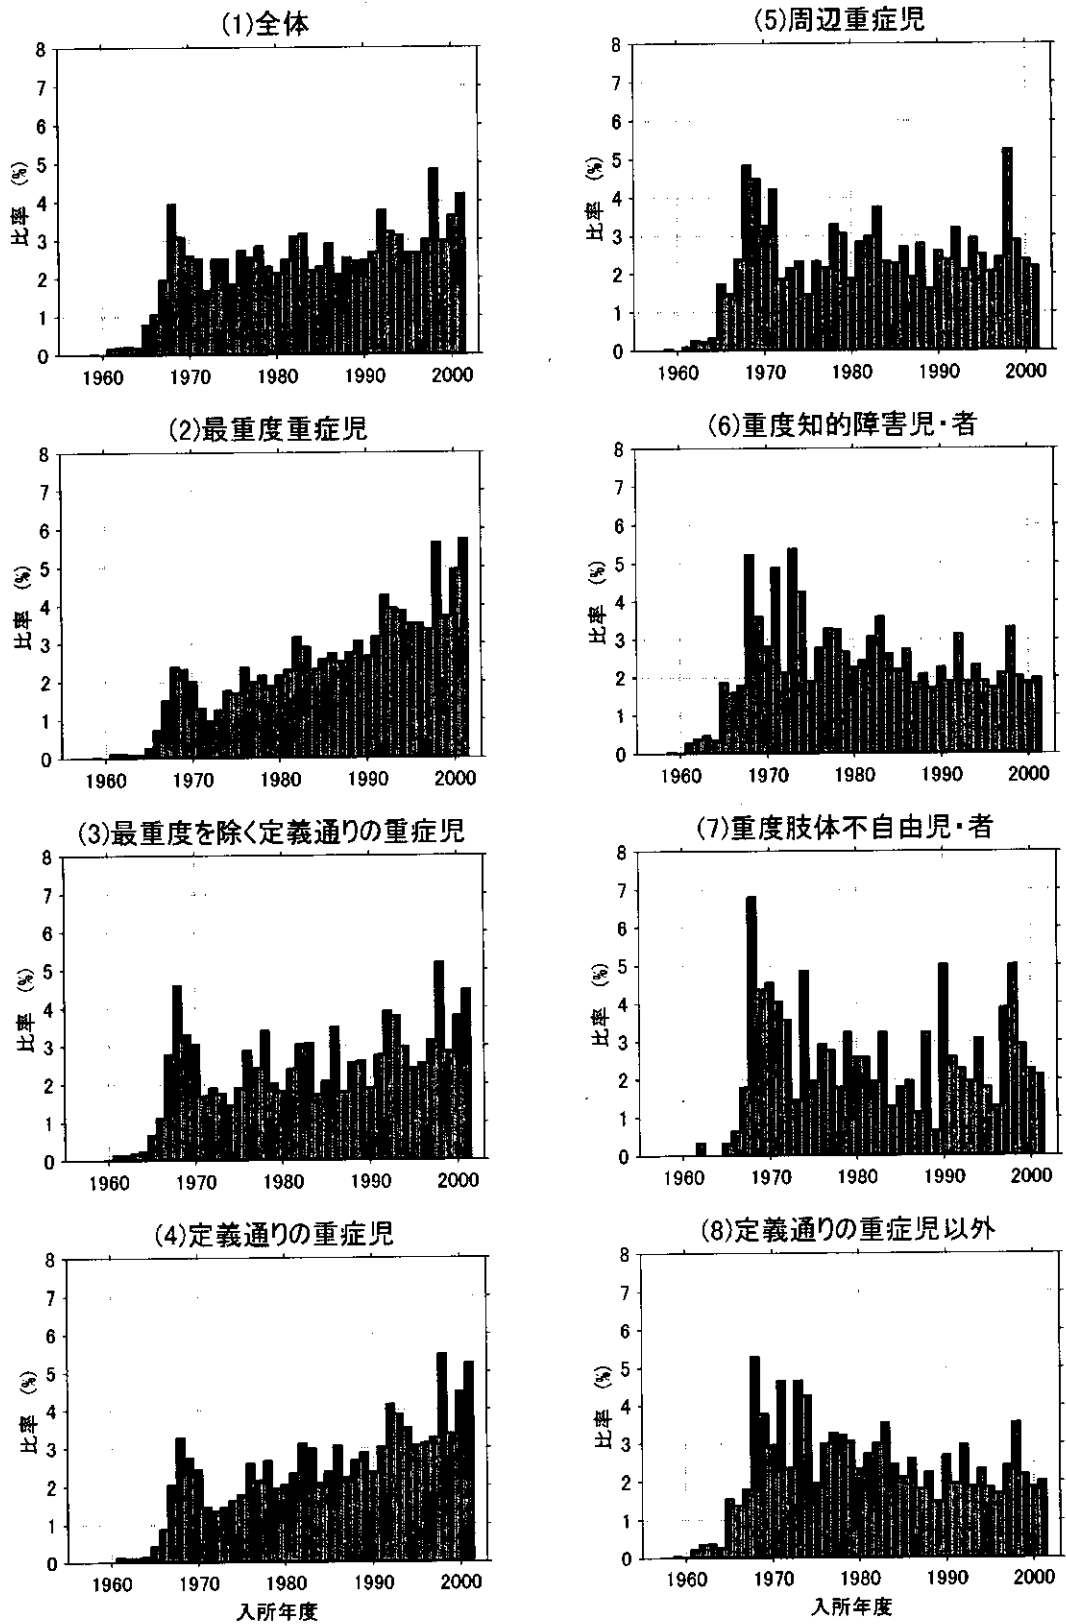 (1)全体
8
7
6
5
4
3
2
1
0
比率 (%)
1960 1970 1980 1990 2000
(2)最重度重症児
8
7
6
5
4
3
2
1
0
比率 (%)
1960 1970 1980 1990 2000
(3)最重度を除く定義通りの重症児
8
7
6
5
4
3
2
1
0
比率 (%)
1960 1970 1980 1990 2000
(4)定義通りの重症児
8
7
6
5
4
3
2
1
0
比率 (%)
1960 1970 1980 1990 2000
入所年度
(5)周辺重症児
8
7
6
5
4
3
2
1
0
比率 (%)
1960 1970 1980 1990 2000
(6)重度知的障害児・者
8
7
6
5
4
3
2
1
0
比率 (%)
1960 1970 1980 1990 2000
(7)重度肢体不自由児・者
8
7
6
5
4
3
2
1
0
比率 (%)
1960 1970 1980 1990 2000
(8)定義通りの重症児以外
8
7
6
5
4
3
2
1
0
比率 (%)
1960 1970 1980 1990 2000
入所年度